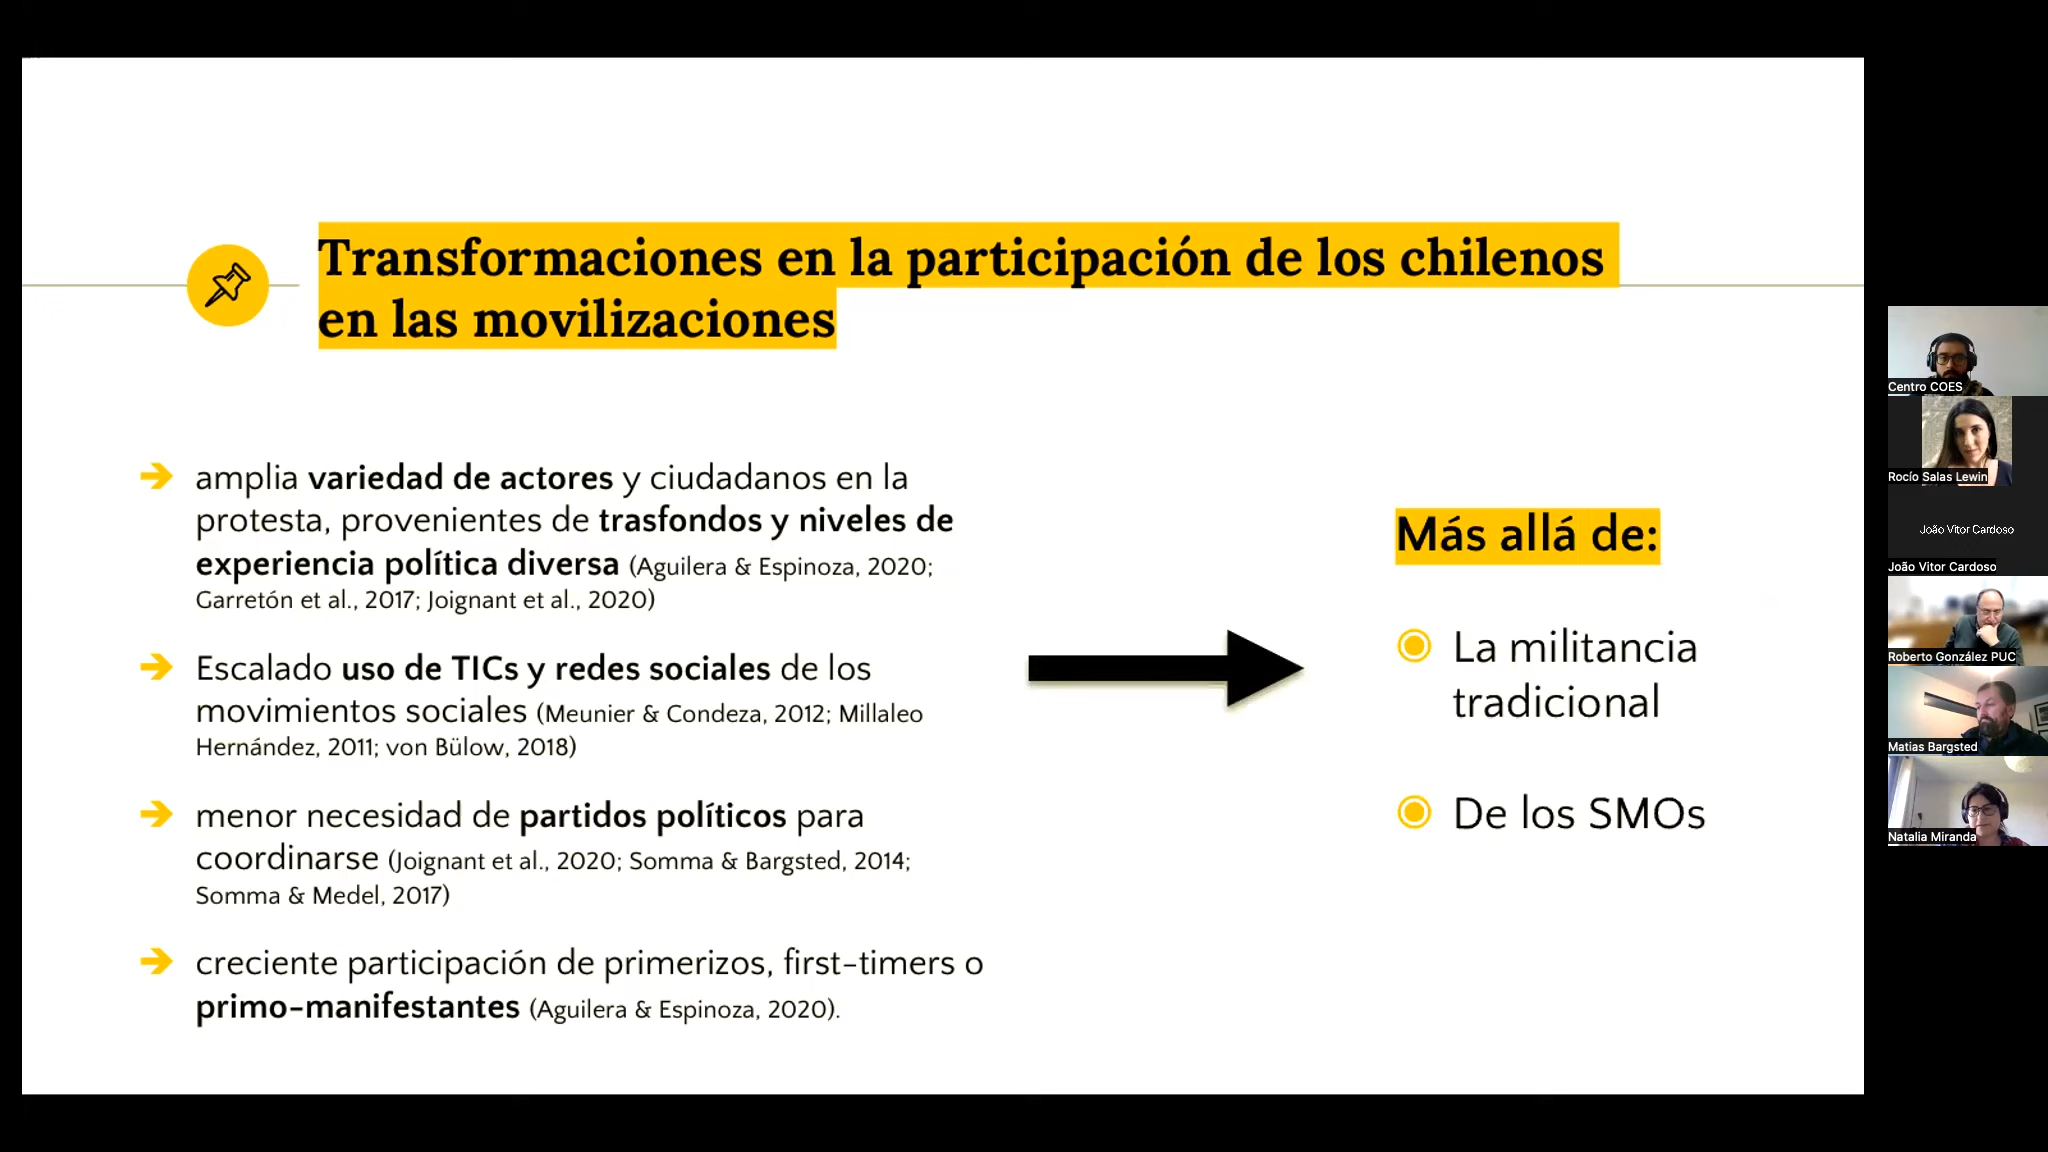 Transformaciones en la participación de los chilenos
en las movilizaciones
amplia variedad de actores y ciudadanos en la
protesta, provenientes de trasfondos y niveles de
experiencia política diversa (Aguilera & Espinoza, 2020;
Garretón et al., 2017; Joignant et al., 2020)
Escalado uso de TICs y redes sociales de los
movimientos sociales (Meunier & Condeza, 2012; Millaleo
Hernández, 2011; von Bülow, 2018)
menor necesidad de partidos políticos para
coordinarse (Joignant et al., 2020; Somma & Bargsted, 2014;
Somma & Medel, 2017)
creciente participación de primerizos, first-timers o
primo-manifestantes (Aguilera & Espinoza, 2020).
Más allá de:
La militancia
tradicional
De los SMOs
Centro COES
Rocío Salas Lewin
João Vitor Cardoso
João Vitor Cardoso
Roberto González PUC
Matias Bargsted
Natalia Miranda